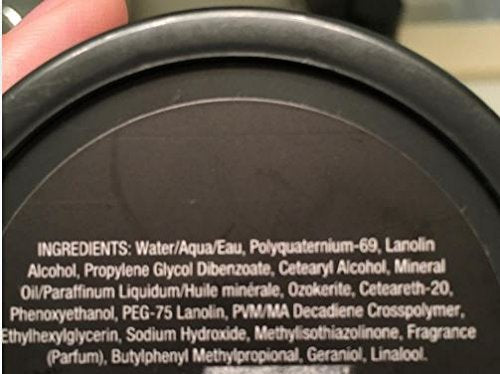 INGREDIENTS: Water/Aqua/Eau, Polyquaternium-69, Lanolin
Alcohol, Propylene Glycol Dibenzoate, Cetearyl Alcohol, Mineral
Oil/Paraffinum Liquidum/Huile minérale, Ozokerite, Ceteareth-20,
Phenoxyethanol, PEG-75 Lanolin, PVM/MA Decadiene Crosspolymer,
Ethylhexylglycerin, Sodium Hydroxide, Methylisothiazolinone, Fragrance
(Parfum), Butylphenyl Methylpropional, Geraniol, Linalool.